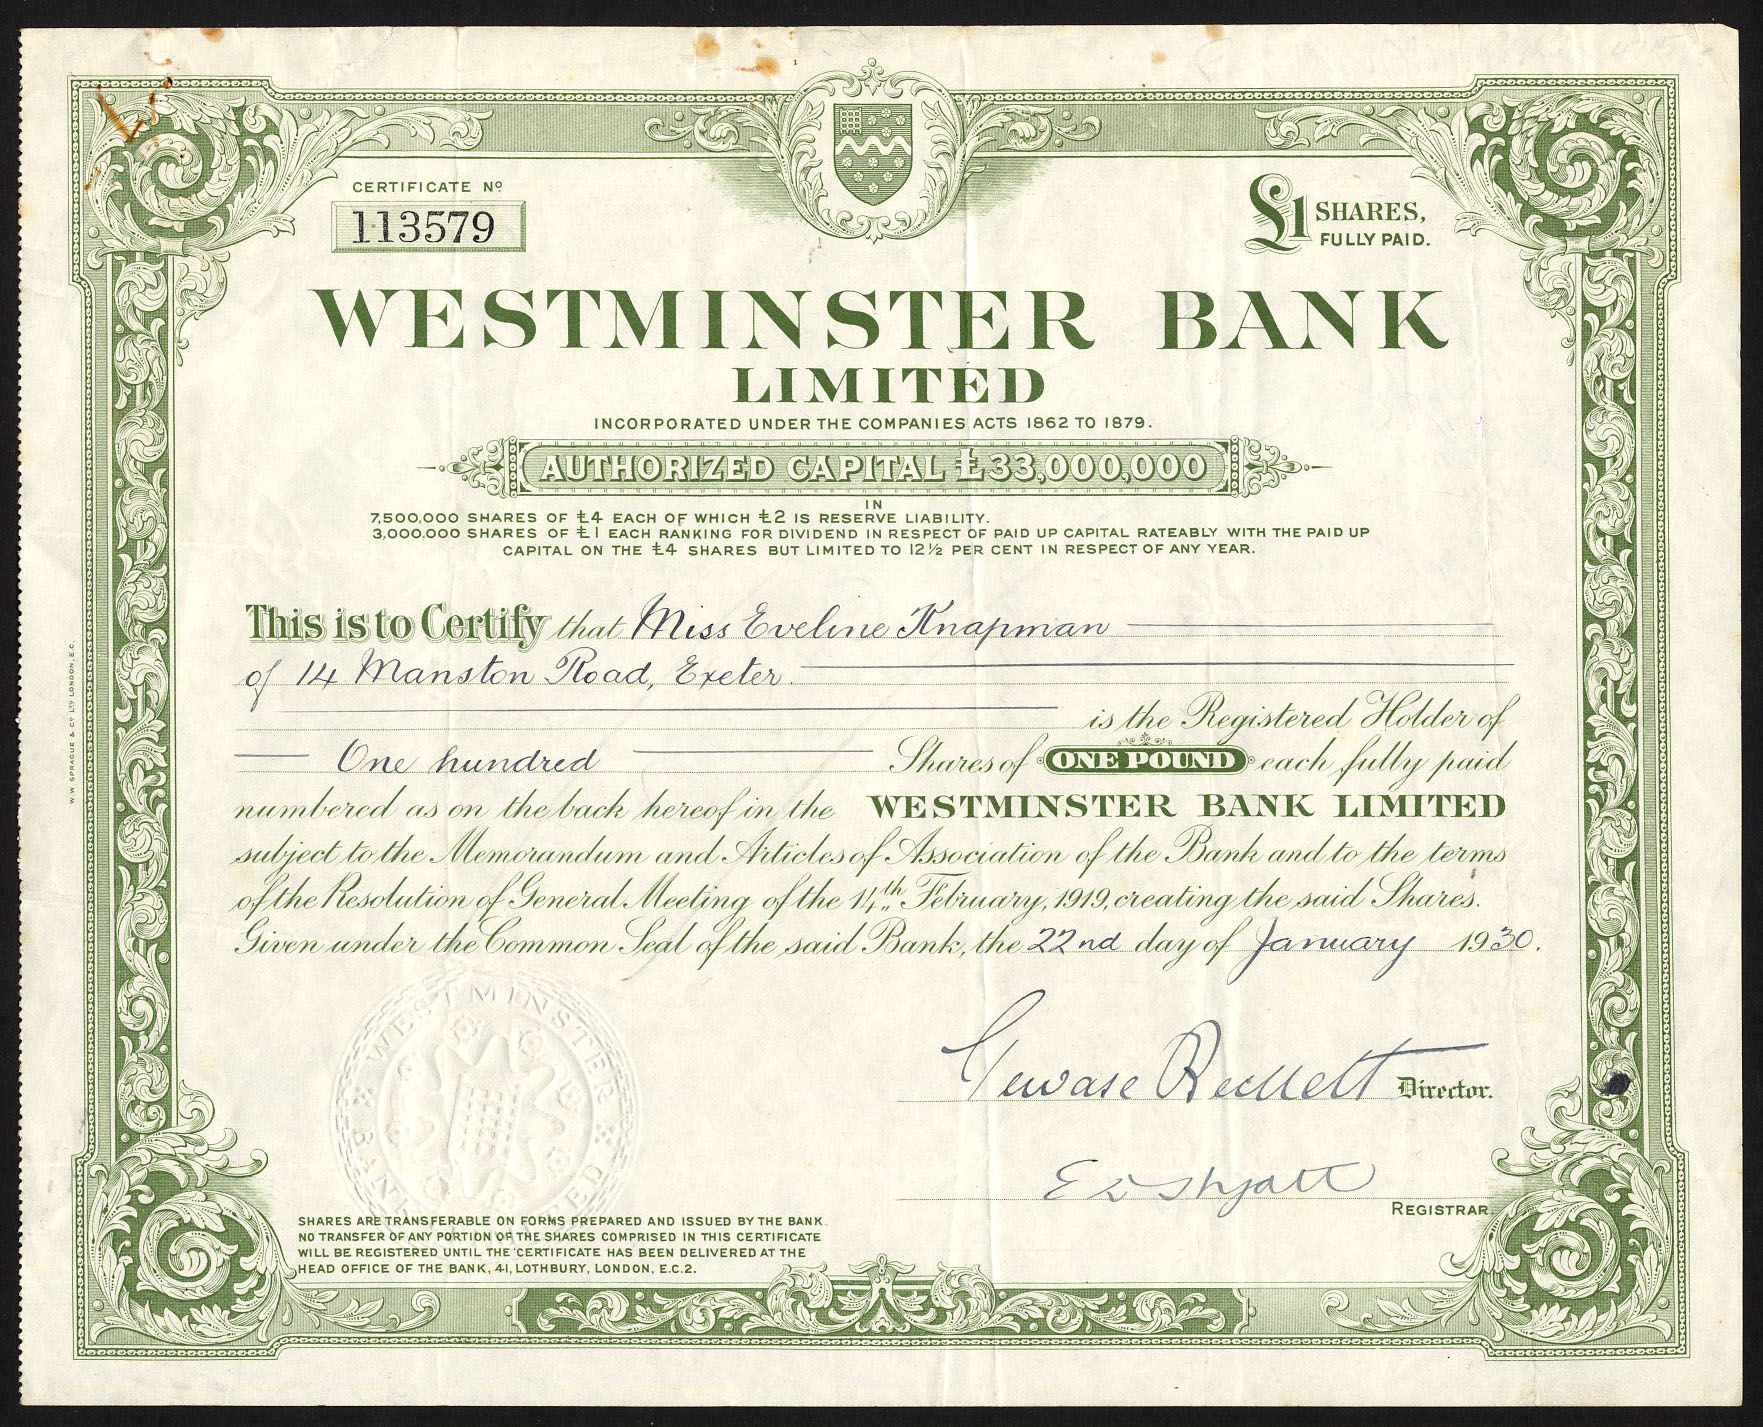 CERTIFICATE Nº
113579
£1 SHARES,
FULLY PAID.
WESTMINSTER BANK
LIMITED
INCORPORATED UNDER THE COMPANIES ACTS 1862 TO 1879.
AUTHORIZED CAPITAL £33,000,000
IN
7,500,000 SHARES OF £4 EACH OF WHICH £2 IS RESERVE LIABILITY.
3,000,000 SHARES OF £1 EACH RANKING FOR DIVIDEND IN RESPECT OF PAID UP CAPITAL RATEABLY WITH THE PAID UP
CAPITAL ON THE £4 SHARES BUT LIMITED TO 12½ PER CENT IN RESPECT OF ANY YEAR.
This is to Certify that Miss Eveline Knapman
of 14 Manston Road, Exeter.
is the Registered Holder of
One hundred Shares of ONE POUND each fully paid
numbered as on the back hereof in the WESTMINSTER BANK LIMITED
subject to the Memorandum and Articles of Association of the Bank and to the terms
of the Resolution of General Meeting of the 14th February, 1919, creating the said Shares.
Given under the Common Seal of the said Bank, the 22nd day of January 1930.
WESTMINSTER BANK LIMITED
Director.
REGISTRAR.
SHARES ARE TRANSFERABLE ON FORMS PREPARED AND ISSUED BY THE BANK.
NO TRANSFER OF ANY PORTION OF THE SHARES COMPRISED IN THIS CERTIFICATE
WILL BE REGISTERED UNTIL THE CERTIFICATE HAS BEEN DELIVERED AT THE
HEAD OFFICE OF THE BANK, 41, LOTHBURY, LONDON, E.C.2.
W W SPRAGUE & Cº LTD LONDON, E.C.